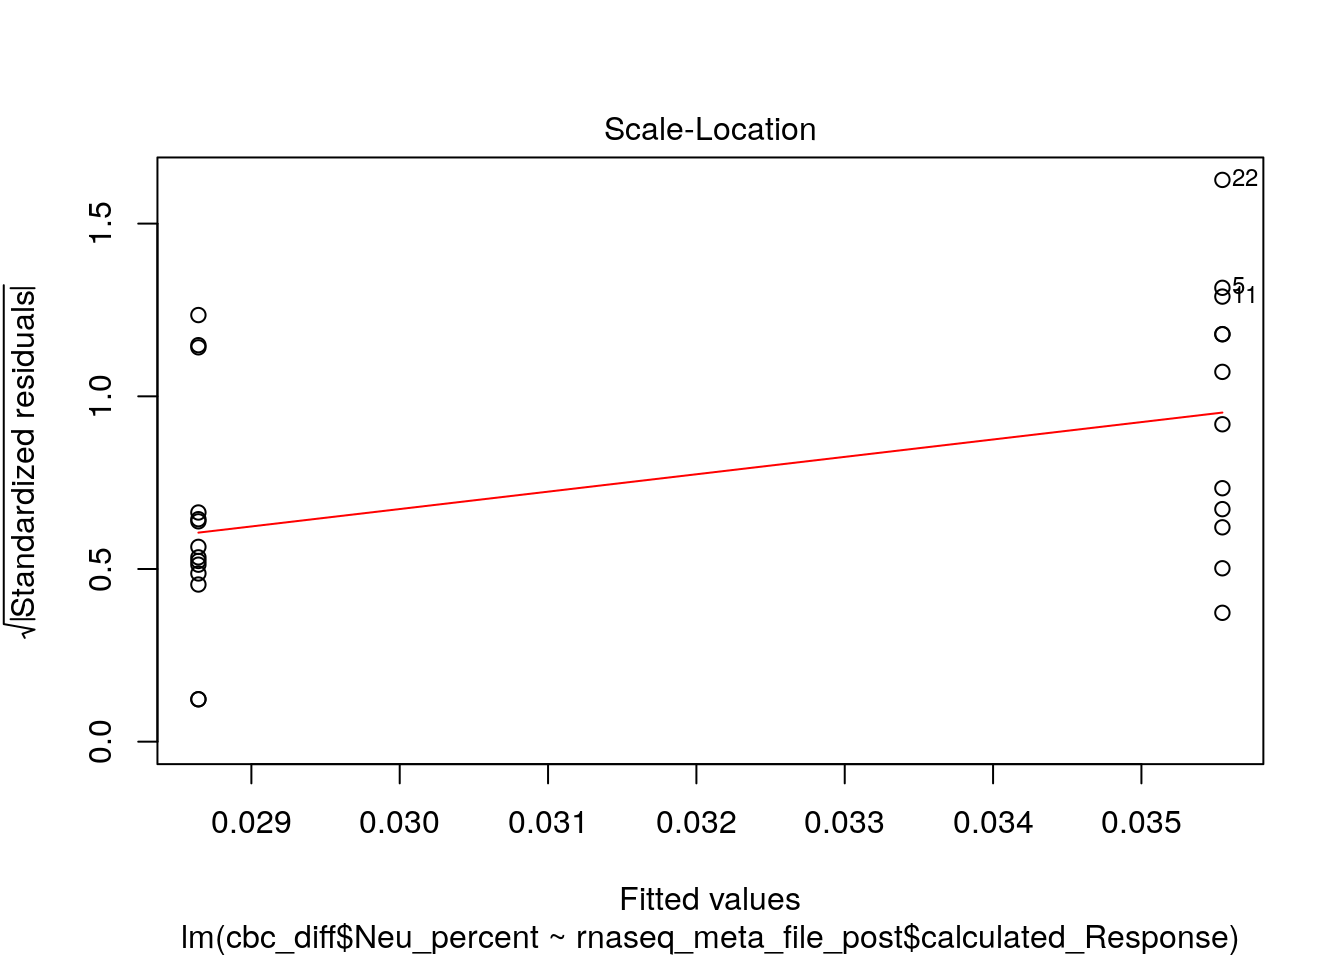 Scale-Location
√|Standardized residuals|
1.5
1.0
0.5
0.0
22
5
11
0.029 0.030 0.031 0.032 0.033 0.034 0.035
Fitted values
lm(cbc_diff$Neu_percent ~ rnaseq_meta_file_post$calculated_Response)